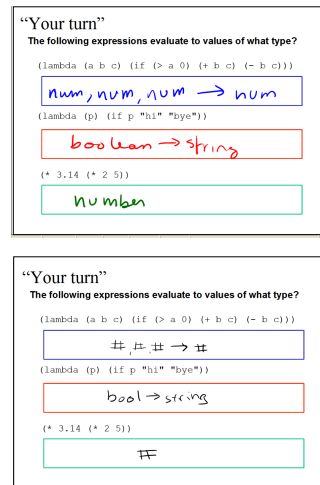 “Your turn”
The following expressions evaluate to values of what type?
(lambda (a b c) (if (> a 0) (+ b c) (- b c)))
num, num, num → num
(lambda (p) (if p "hi" "bye"))
boolean → string
(* 3.14 (* 2 5))
number
“Your turn”
The following expressions evaluate to values of what type?
(lambda (a b c) (if (> a 0) (+ b c) (- b c)))
#, #, # → #
(lambda (p) (if p "hi" "bye"))
bool → string
(* 3.14 (* 2 5))
#